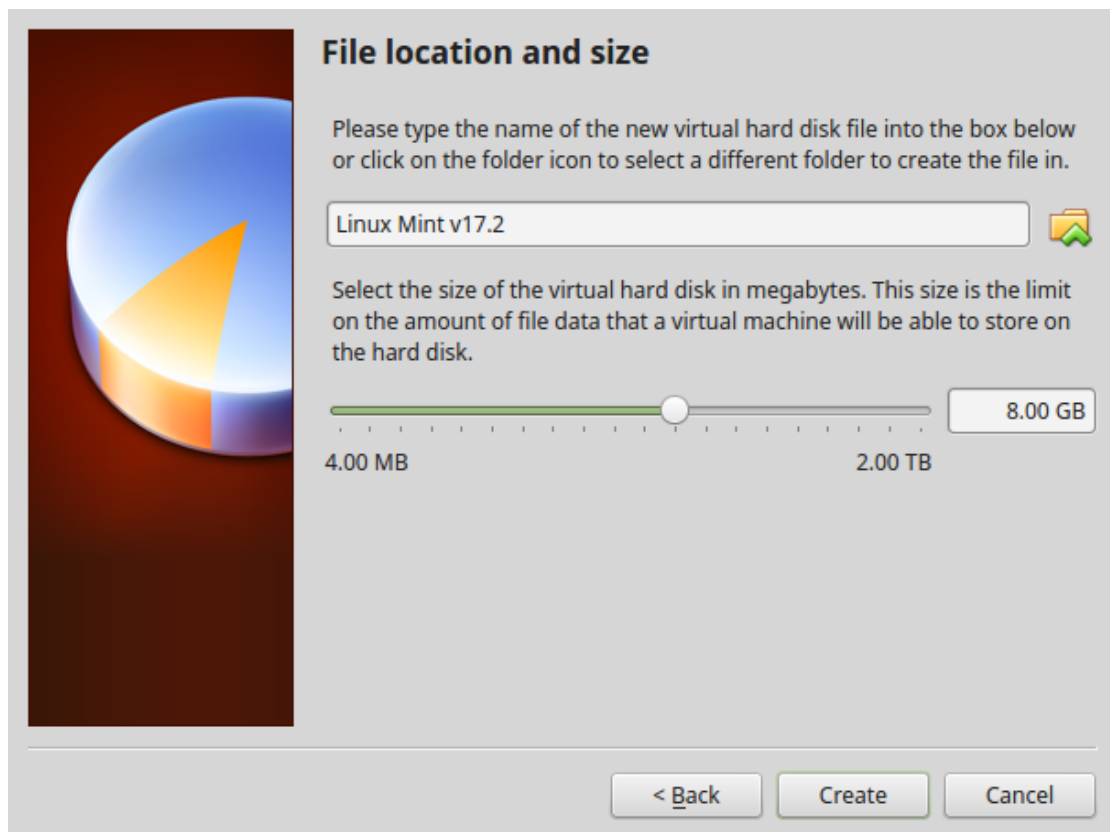 File location and size
Please type the name of the new virtual hard disk file into the box below
or click on the folder icon to select a different folder to create the file in.
Linux Mint v17.2
Select the size of the virtual hard disk in megabytes. This size is the limit
on the amount of file data that a virtual machine will be able to store on
the hard disk.
8.00 GB
4.00 MB 2.00 TB
< Back Create Cancel